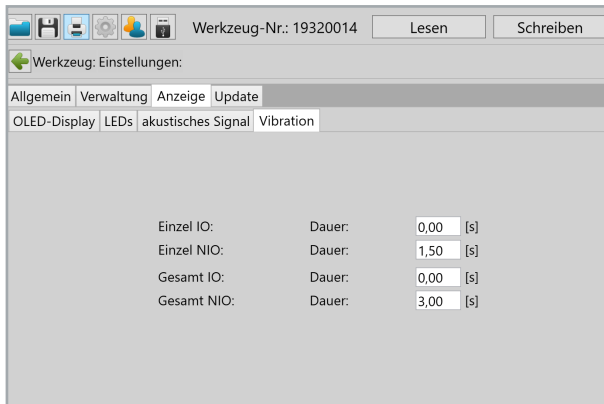 Werkzeug-Nr.: 19320014 Lesen Schreiben
Werkzeug: Einstellungen:
Allgemein Verwaltung Anzeige Update
OLED-Display LEDs akustisches Signal Vibration
Einzel IO: Dauer: 0,00 [s]
Einzel NIO: Dauer: 1,50 [s]
Gesamt IO: Dauer: 0,00 [s]
Gesamt NIO: Dauer: 3,00 [s]